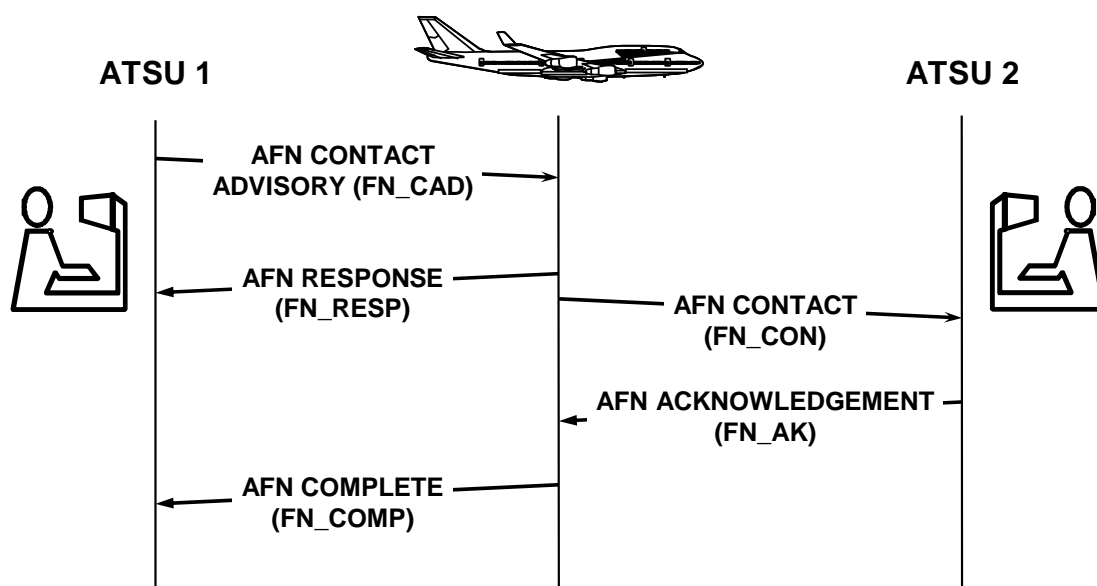 ATSU 1
ATSU 2
AFN CONTACT
ADVISORY (FN_CAD)
AFN RESPONSE
(FN_RESP)
AFN CONTACT
(FN_CON)
AFN ACKNOWLEDGEMENT
(FN_AK)
AFN COMPLETE
(FN_COMP)